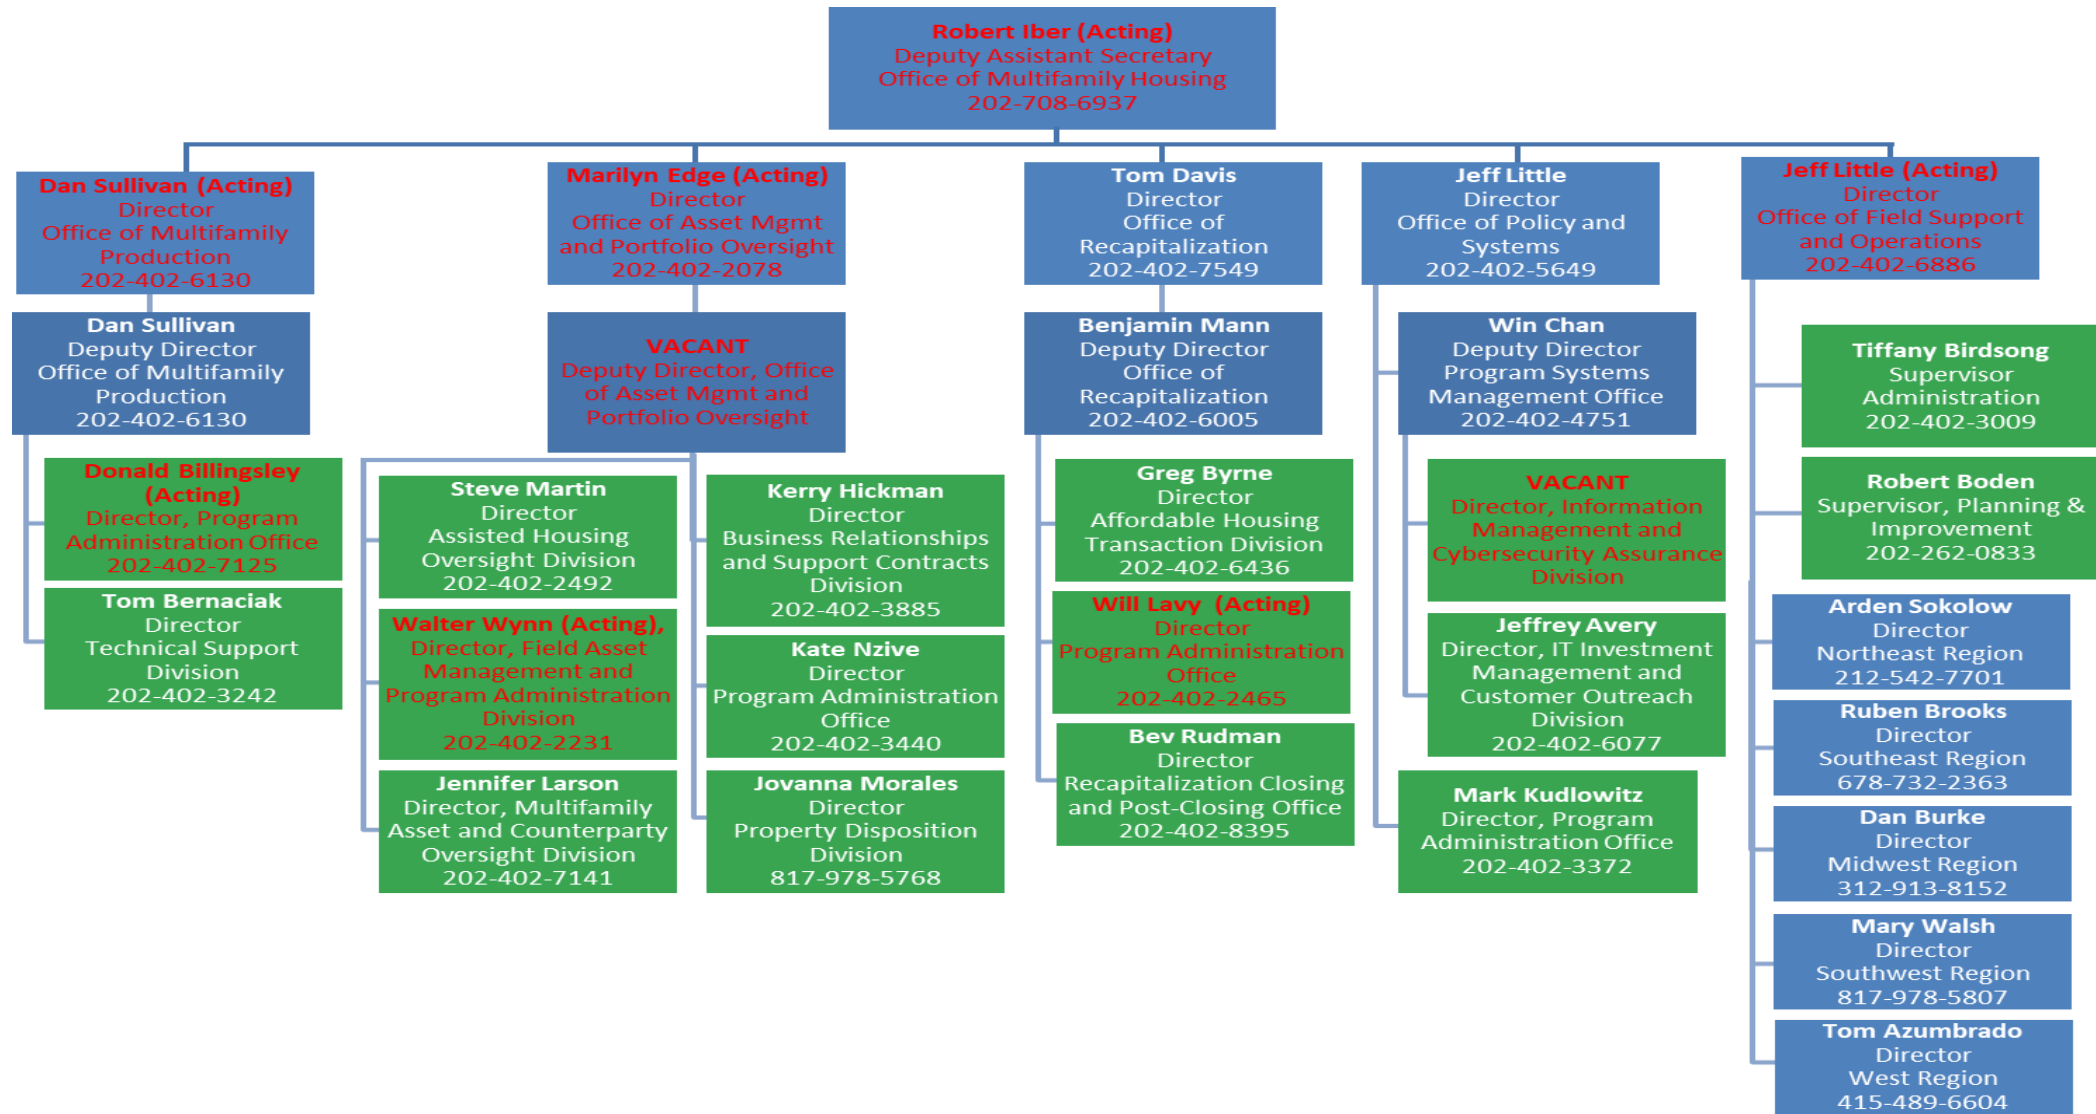 Robert Iber (Acting)
Deputy Assistant Secretary
Office of Multifamily Housing
202-708-6937
Dan Sullivan (Acting)
Director
Office of Multifamily
Production
202-402-6130
Dan Sullivan
Deputy Director
Office of Multifamily
Production
202-402-6130
Donald Billingsley
(Acting)
Director, Program
Administration Office
202-402-7125
Tom Bernaciak
Director
Technical Support
Division
202-402-3242
Marilyn Edge (Acting)
Director
Office of Asset Mgmt
and Portfolio Oversight
202-402-2078
VACANT
Deputy Director, Office
of Asset Mgmt and
Portfolio Oversight
Steve Martin
Director
Assisted Housing
Oversight Division
202-402-2492
Walter Wynn (Acting),
Director, Field Asset
Management and
Program Administration
Division
202-402-2231
Jennifer Larson
Director, Multifamily
Asset and Counterparty
Oversight Division
202-402-7141
Kerry Hickman
Director
Business Relationships
and Support Contracts
Division
202-402-3885
Kate Nzive
Director
Program Administration
Office
202-402-3440
Jovanna Morales
Director
Property Disposition
Division
817-978-5768
Tom Davis
Director
Office of
Recapitalization
202-402-7549
Benjamin Mann
Deputy Director
Office of
Recapitalization
202-402-6005
Greg Byrne
Director
Affordable Housing
Transaction Division
202-402-6436
Will Lavy (Acting)
Director
Program Administration
Office
202-402-2465
Bev Rudman
Director
Recapitalization Closing
and Post-Closing Office
202-402-8395
Jeff Little
Director
Office of Policy and
Systems
202-402-5649
Win Chan
Deputy Director
Program Systems
Management Office
202-402-4751
VACANT
Director, Information
Management and
Cybersecurity Assurance
Division
Jeffrey Avery
Director, IT Investment
Management and
Customer Outreach
Division
202-402-6077
Mark Kudlowitz
Director, Program
Administration Office
202-402-3372
Jeff Little (Acting)
Director
Office of Field Support
and Operations
202-402-6886
Tiffany Birdsong
Supervisor
Administration
202-402-3009
Robert Boden
Supervisor, Planning &
Improvement
202-262-0833
Arden Sokolow
Director
Northeast Region
212-542-7701
Ruben Brooks
Director
Southeast Region
678-732-2363
Dan Burke
Director
Midwest Region
312-913-8152
Mary Walsh
Director
Southwest Region
817-978-5807
Tom Azumbrado
Director
West Region
415-489-6604